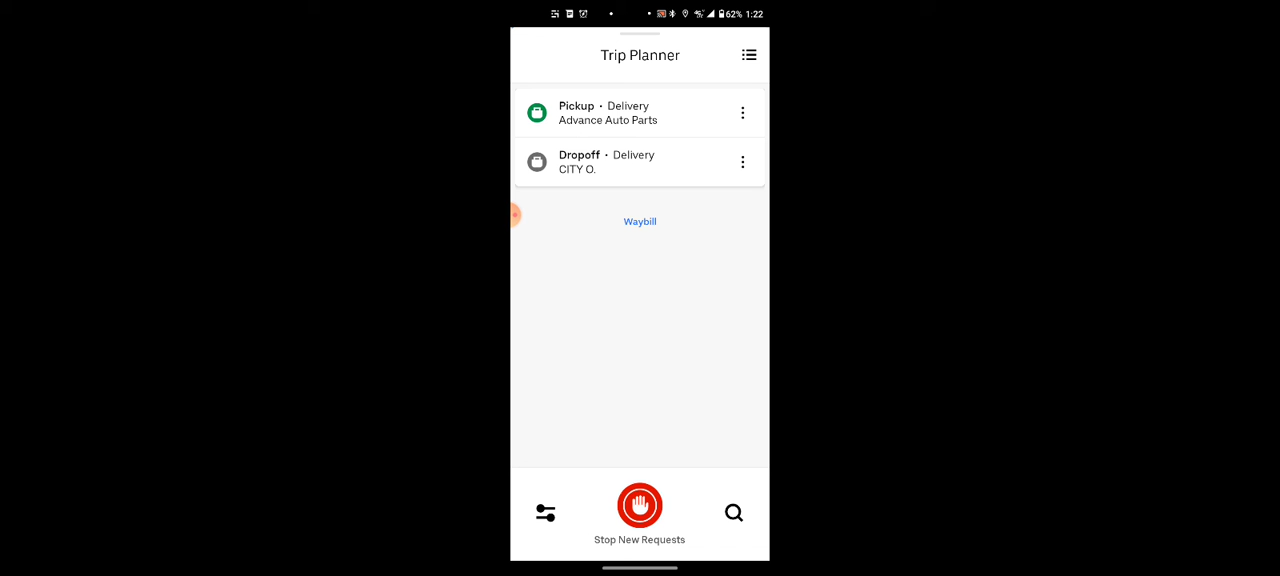 62% 1:22
Trip Planner
Pickup • Delivery
Advance Auto Parts
Dropoff • Delivery
CITY O.
Waybill
Stop New Requests